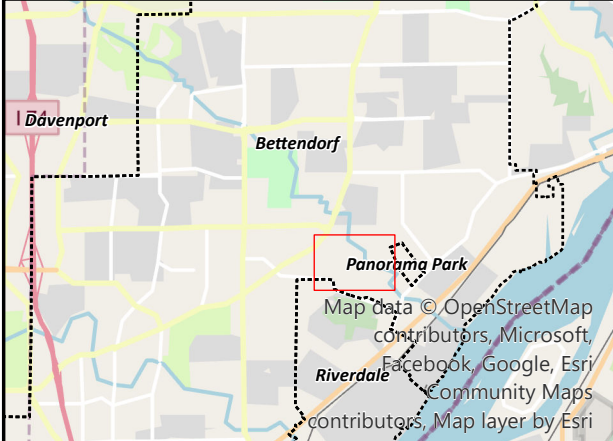 I 74
Davenport
Bettendorf
Panorama Park
Map data © OpenStreetMap
contributors, Microsoft,
Facebook, Google, Esri
Community Maps
contributors, Map layer by Esri
Riverdale